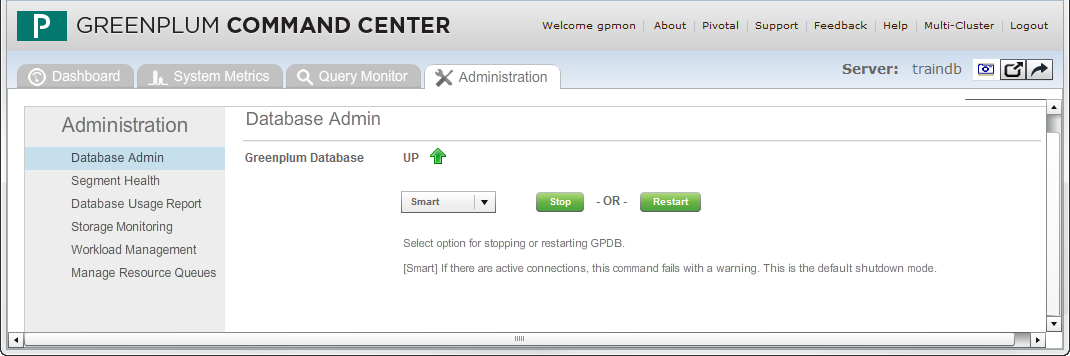 P GREENPLUM COMMAND CENTER
Welcome gpmon | About | Pivotal | Support | Feedback | Help | Multi-Cluster | Logout
Dashboard System Metrics Query Monitor Administration
Server: traindb
Administration
Database Admin
Segment Health
Database Usage Report
Storage Monitoring
Workload Management
Manage Resource Queues
Database Admin
Greenplum Database UP
Smart Stop - OR - Restart
Select option for stopping or restarting GPDB.
[Smart] If there are active connections, this command fails with a warning. This is the default shutdown mode.